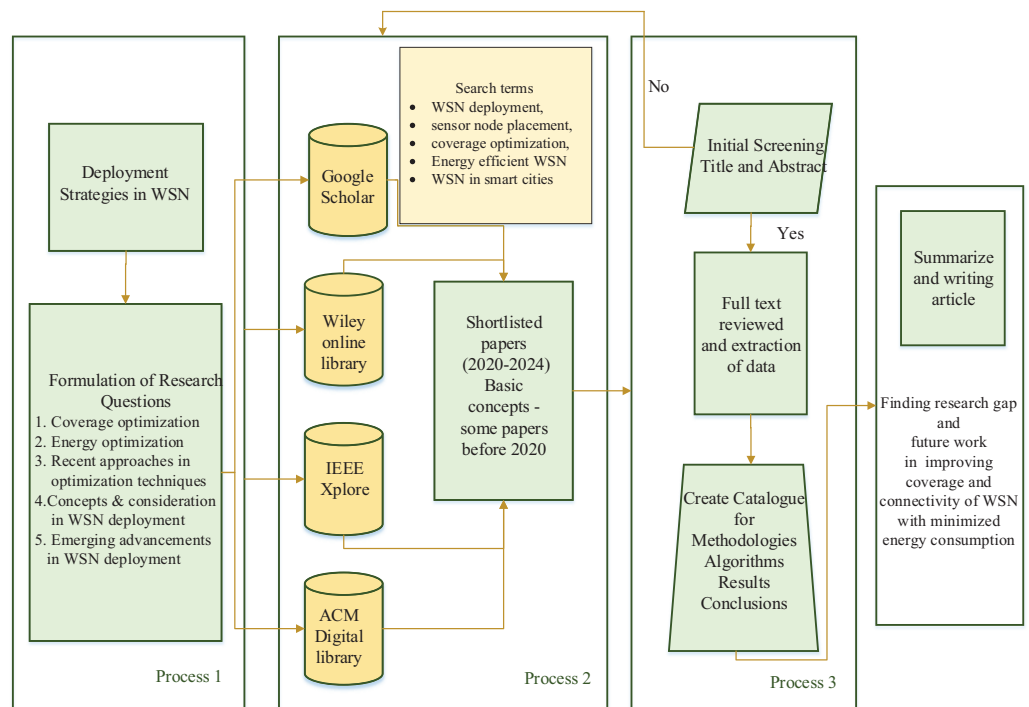 Deployment
Strategies in WSN
Formulation of Research
Questions
1. Coverage optimization
2. Energy optimization
3. Recent approaches in
optimization techniques
4.Concepts & consideration
in WSN deployment
5. Emerging advancements
in WSN deployment
Process 1
Search terms
• WSN deployment,
• sensor node placement,
• coverage optimization,
• Energy efficient WSN
• WSN in smart cities
Google
Scholar
Wiley
online
library
IEEE
Xplore
ACM
Digital
library
Shortlisted
papers
(2020-2024)
Basic
concepts -
some papers
before 2020
Process 2
No
Initial Screening
Title and Abstract
Yes
Full text
reviewed
and extraction
of data
Create Catalogue
for
Methodologies
Algorithms
Results
Conclusions
Process 3
Summarize
and writing
article
Finding research gap
and
future work
in improving
coverage and
connectivity of WSN
with minimized
energy consumption